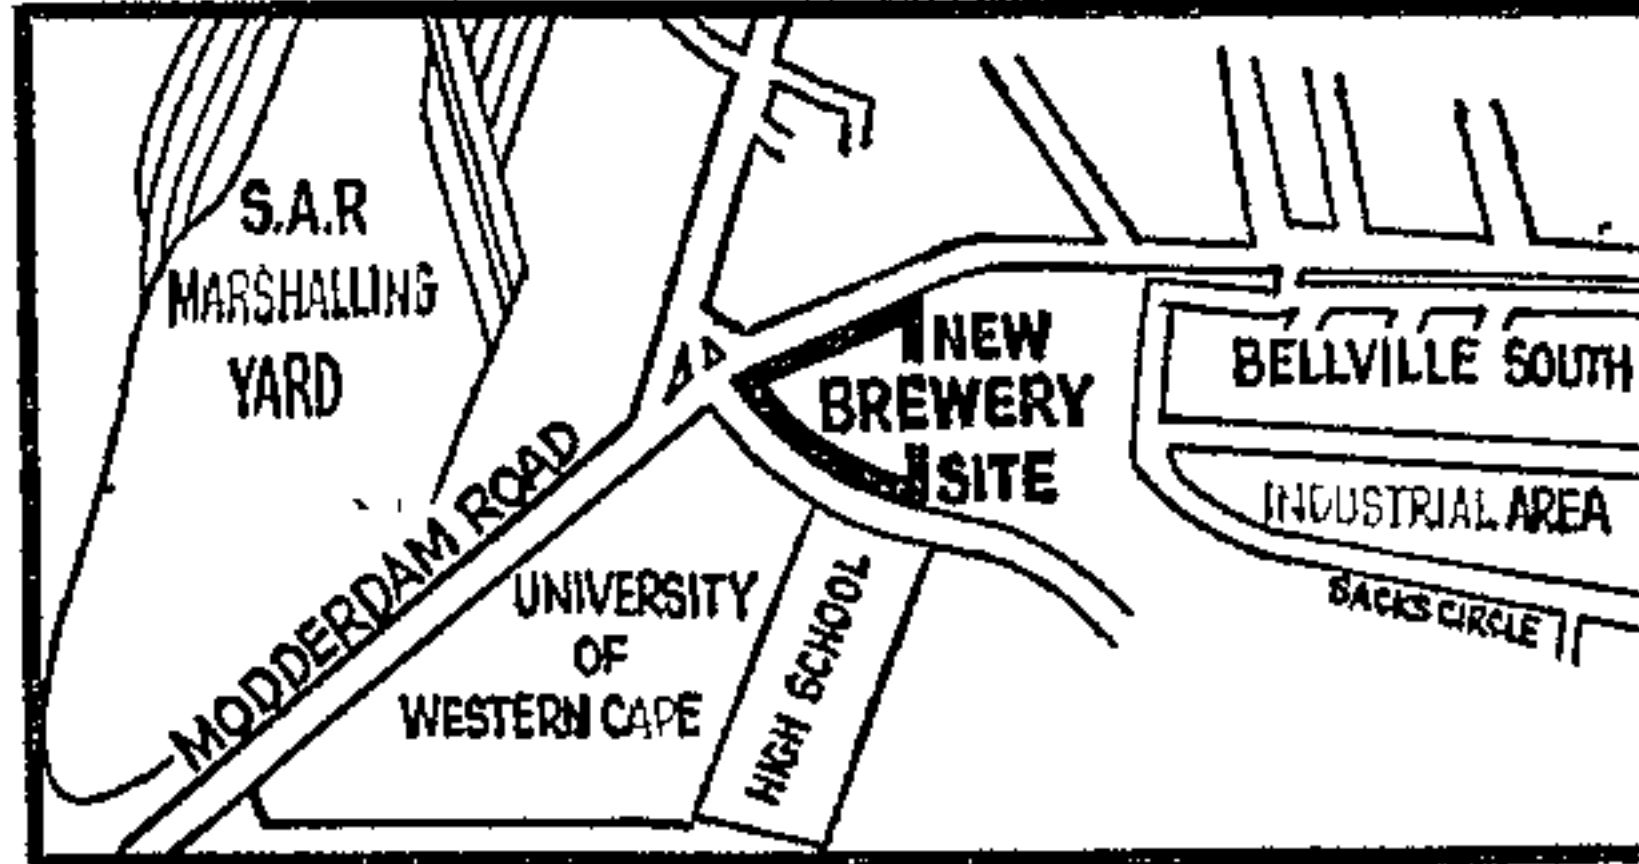 S.A.R
MARSHALLING
YARD
MODDERDAM ROAD
UNIVERSITY
OF
WESTERN CAPE
HIGH SCHOOL
NEW
BREWERY
SITE
BELLVILLE SOUTH
INDUSTRIAL AREA
SACKS CIRCLE